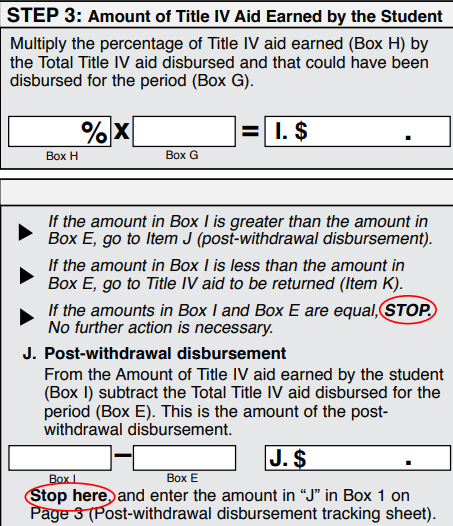 STEP 3: Amount of Title IV Aid Earned by the Student
Multiply the percentage of Title IV aid earned (Box H) by
the Total Title IV aid disbursed and that could have been
disbursed for the period (Box G).
% X = I. $ .
Box H Box G
If the amount in Box I is greater than the amount in
Box E, go to Item J (post-withdrawal disbursement).
If the amount in Box I is less than the amount in
Box E, go to Title IV aid to be returned (Item K).
If the amounts in Box I and Box E are equal, STOP.
No further action is necessary.
J. Post-withdrawal disbursement
From the Amount of Title IV aid earned by the student
(Box I) subtract the Total Title IV aid disbursed for the
period (Box E). This is the amount of the post-
withdrawal disbursement.
– J. $ .
Box I Box E
Stop here, and enter the amount in “J” in Box 1 on
Page 3 (Post-withdrawal disbursement tracking sheet).